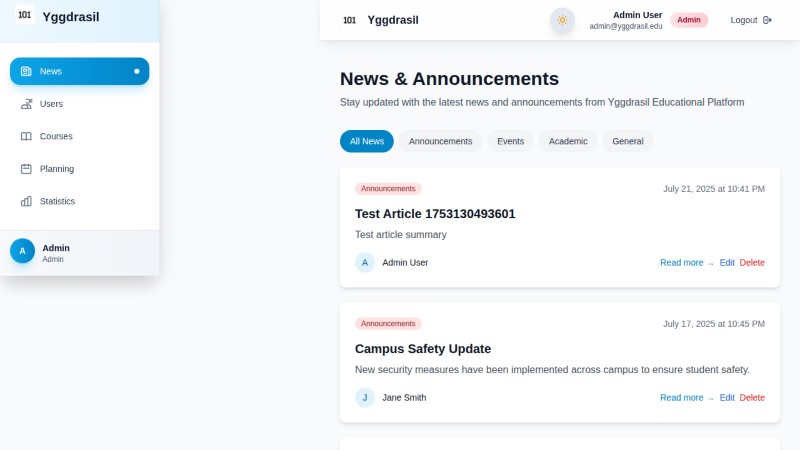 101 Yggdrasil
News
Users
Courses
Planning
Statistics
A Admin
Admin
101 Yggdrasil
Admin User
admin@yggdrasil.edu
Admin
Logout
News & Announcements
Stay updated with the latest news and announcements from Yggdrasil Educational Platform
All News Announcements Events Academic General
Announcements July 21, 2025 at 10:41 PM
Test Article 1753130493601
Test article summary
A Admin User Read more → Edit Delete
Announcements July 17, 2025 at 10:45 PM
Campus Safety Update
New security measures have been implemented across campus to ensure student safety.
J Jane Smith Read more → Edit Delete